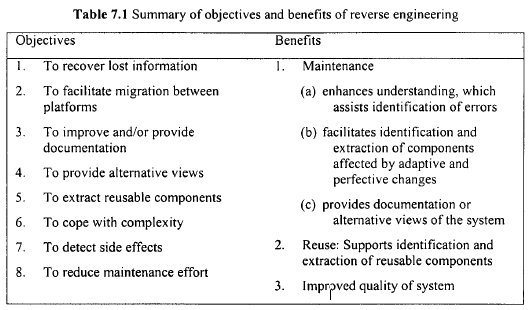 Table 7.1 Summary of objectives and benefits of reverse engineering
Objectives
1. To recover lost information
2. To facilitate migration between
platforms
3. To improve and/or provide
documentation
4. To provide alternative views
5. To extract reusable components
6. To cope with complexity
7. To detect side effects
8. To reduce maintenance effort
Benefits
1. Maintenance
(a) enhances understanding, which
assists identification of errors
(b) facilitates identification and
extraction of components
affected by adaptive and
perfective changes
(c) provides documentation or
alternative views of the system
2. Reuse: Supports identification and
extraction of reusable components
3. Improved quality of system